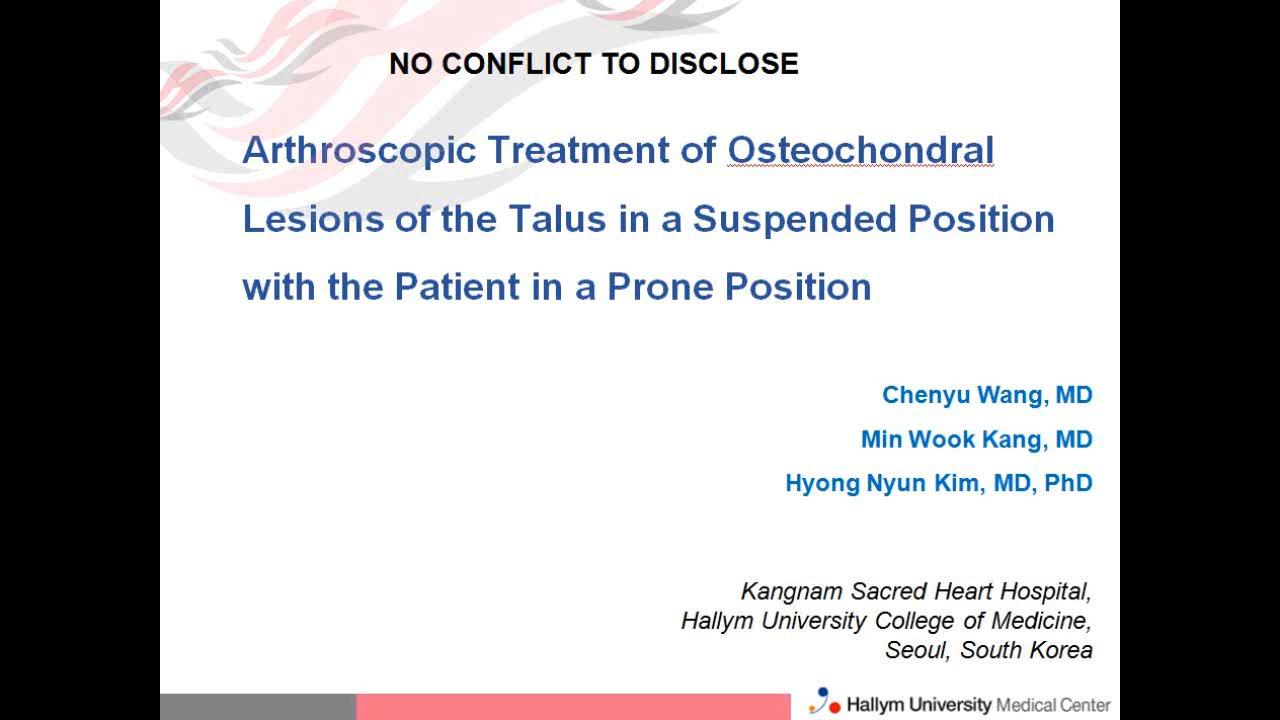 NO CONFLICT TO DISCLOSE
Arthroscopic Treatment of Osteochondral
Lesions of the Talus in a Suspended Position
with the Patient in a Prone Position
Chenyu Wang, MD
Min Wook Kang, MD
Hyong Nyun Kim, MD, PhD
Kangnam Sacred Heart Hospital,
Hallym University College of Medicine,
Seoul, South Korea
Hallym University Medical Center